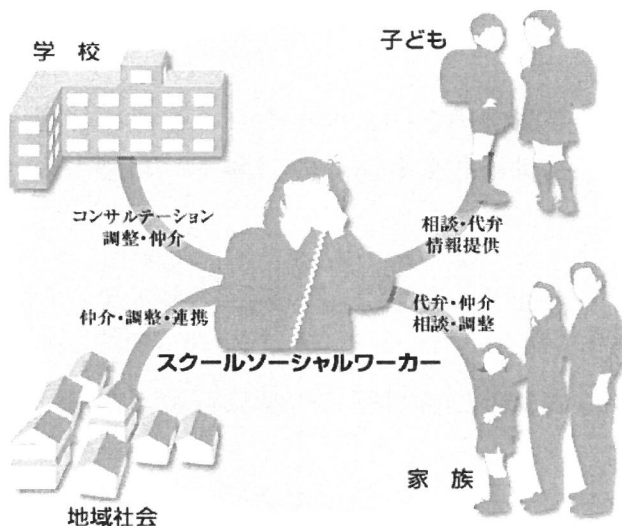 学校
子ども
コンサルテーション
調整・仲介
相談・代弁
情報提供
仲介・調整・連携
代弁・仲介
相談・調整
スクールソーシャルワーカー
家族
地域社会